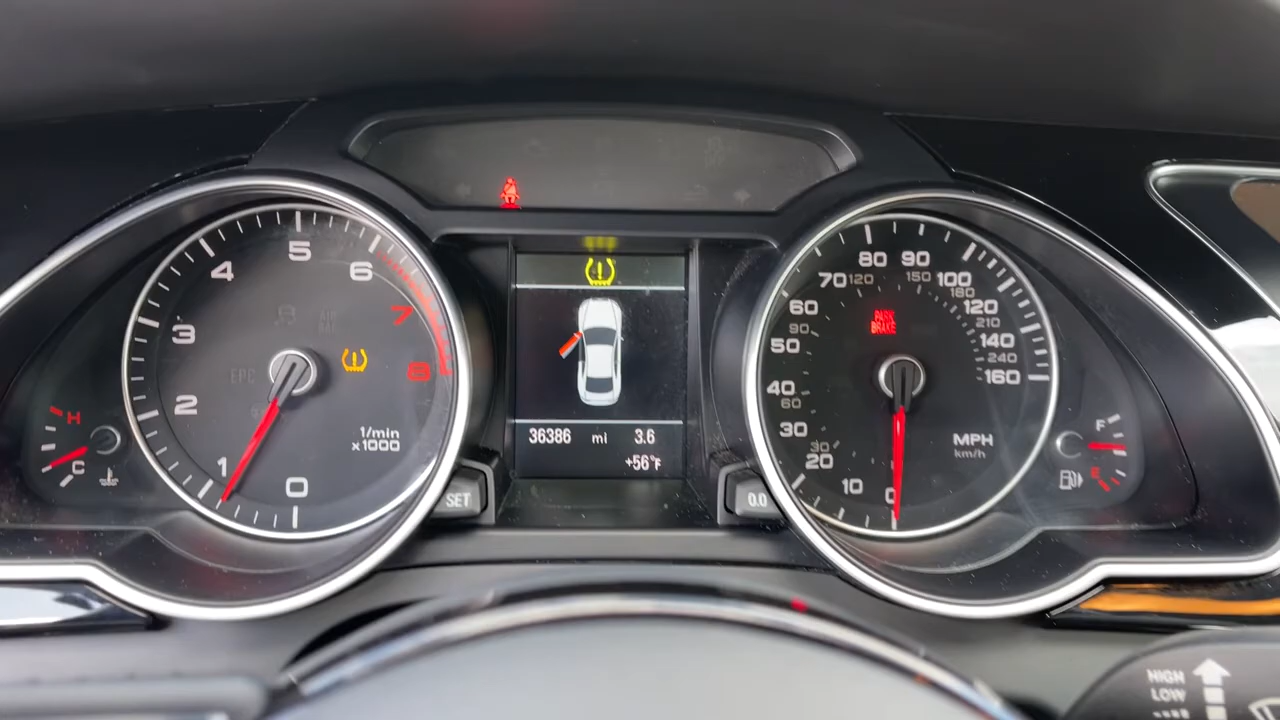 5
4
6
3
7
AIR
BAG
EPC
8
2
1/min
x1000
1
0
H
C
36386 mi 3.6
+56°F
SET
0.0
80 90
70 120 150 100
180
60 120
90 210
50 140
240
160
PARK
BRAKE
40
60
30
30
20
10
0
MPH
km/h
F
E
HIGH
LOW